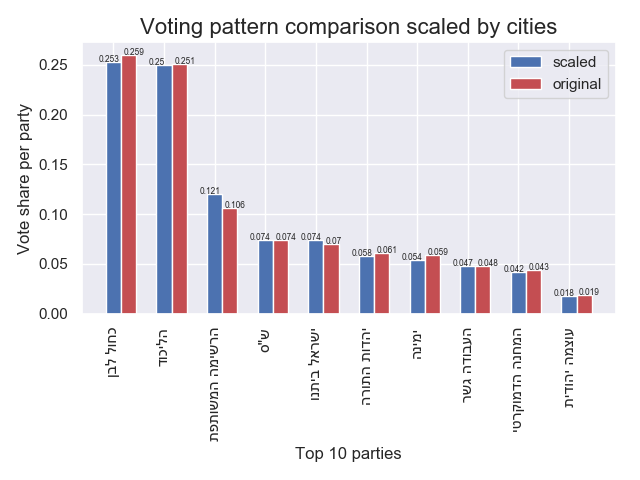 Voting pattern comparison scaled by cities
scaled
original
Vote share per party
0.25
0.20
0.15
0.10
0.05
0.00
0.253
0.259
0.25
0.251
0.121
0.106
0.074
0.074
0.074
0.07
0.058
0.061
0.054
0.059
0.047
0.048
0.042
0.043
0.018
0.019
כחול לבן
הליכוד
הרשימה המשותפת
ש"ס
ישראל ביתנו
יהדות התורה
ימינה
העבודה גשר
המחנה הדמוקרטי
עוצמה יהודית
Top 10 parties